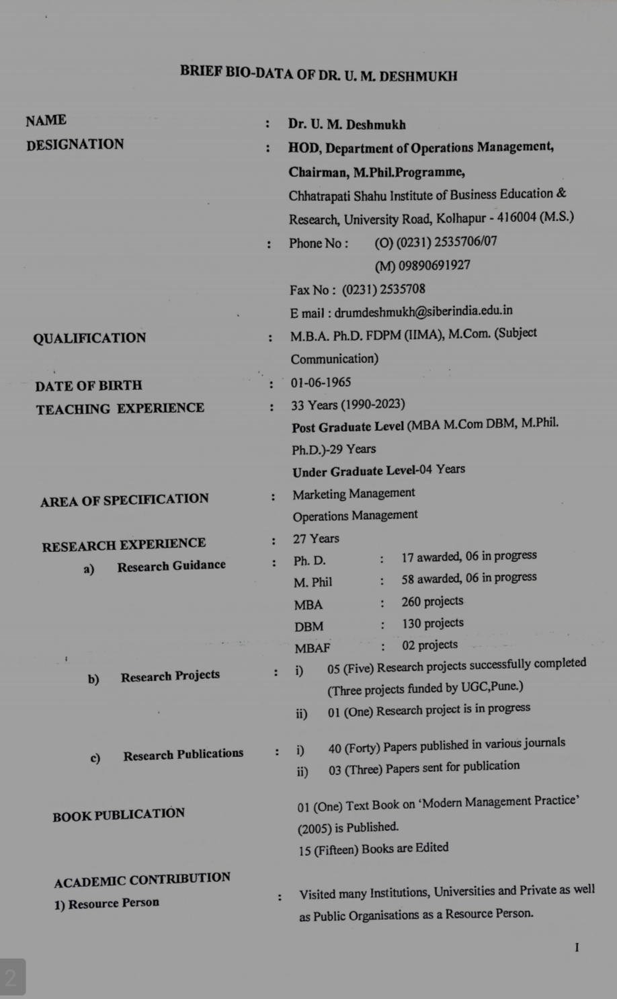 BRIEF BIO-DATA OF DR. U. M. DESHMUKH
NAME : Dr. U. M. Deshmukh
DESIGNATION : HOD, Department of Operations Management,
Chairman, M.Phil.Programme,
Chhatrapati Shahu Institute of Business Education &
Research, University Road, Kolhapur - 416004 (M.S.)
: Phone No : (O) (0231) 2535706/07
(M) 09890691927
Fax No : (0231) 2535708
E mail : drumdeshmukh@siberindia.edu.in
QUALIFICATION : M.B.A. Ph.D. FDPM (IIMA), M.Com. (Subject
Communication)
DATE OF BIRTH : 01-06-1965
TEACHING EXPERIENCE : 33 Years (1990-2023)
Post Graduate Level (MBA M.Com DBM, M.Phil.
Ph.D.)-29 Years
Under Graduate Level-04 Years
AREA OF SPECIFICATION : Marketing Management
Operations Management
RESEARCH EXPERIENCE : 27 Years
a) Research Guidance : Ph. D. : 17 awarded, 06 in progress
M. Phil : 58 awarded, 06 in progress
MBA : 260 projects
DBM : 130 projects
MBAF : 02 projects
b) Research Projects : i) 05 (Five) Research projects successfully completed
(Three projects funded by UGC,Pune.)
ii) 01 (One) Research project is in progress
c) Research Publications : i) 40 (Forty) Papers published in various journals
ii) 03 (Three) Papers sent for publication
BOOK PUBLICATION 01 (One) Text Book on ‘Modern Management Practice’
(2005) is Published.
15 (Fifteen) Books are Edited
ACADEMIC CONTRIBUTION
1) Resource Person : Visited many Institutions, Universities and Private as well
as Public Organisations as a Resource Person.
I
2